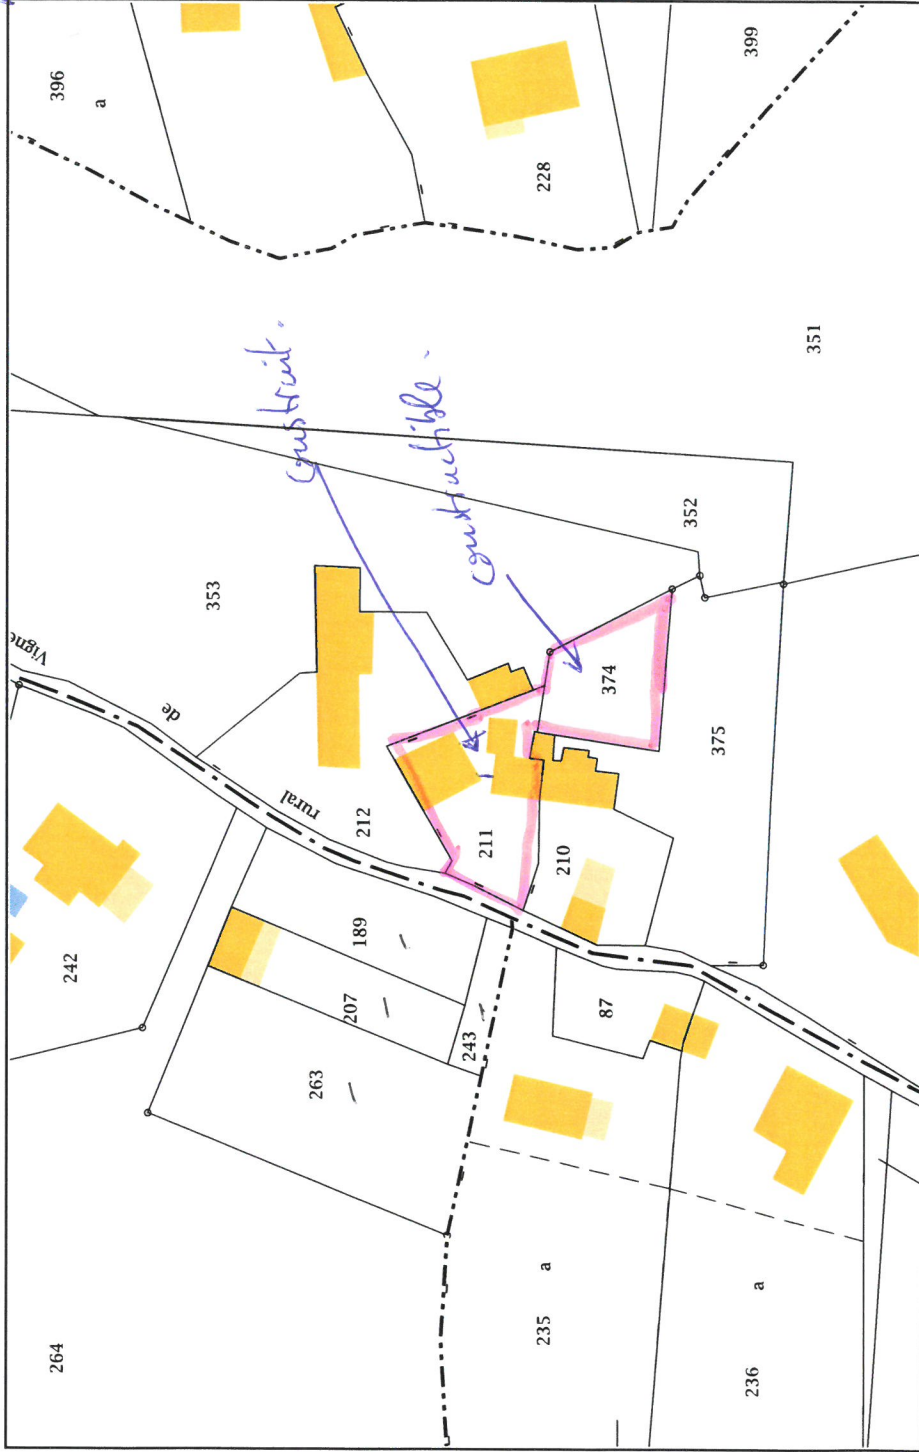 396
a
399
228
351
construit.
constructible.
352
353
Vigne
de
rural
374
375
212
211
210
242
189
207
243
263
87
264
235
a
236
a